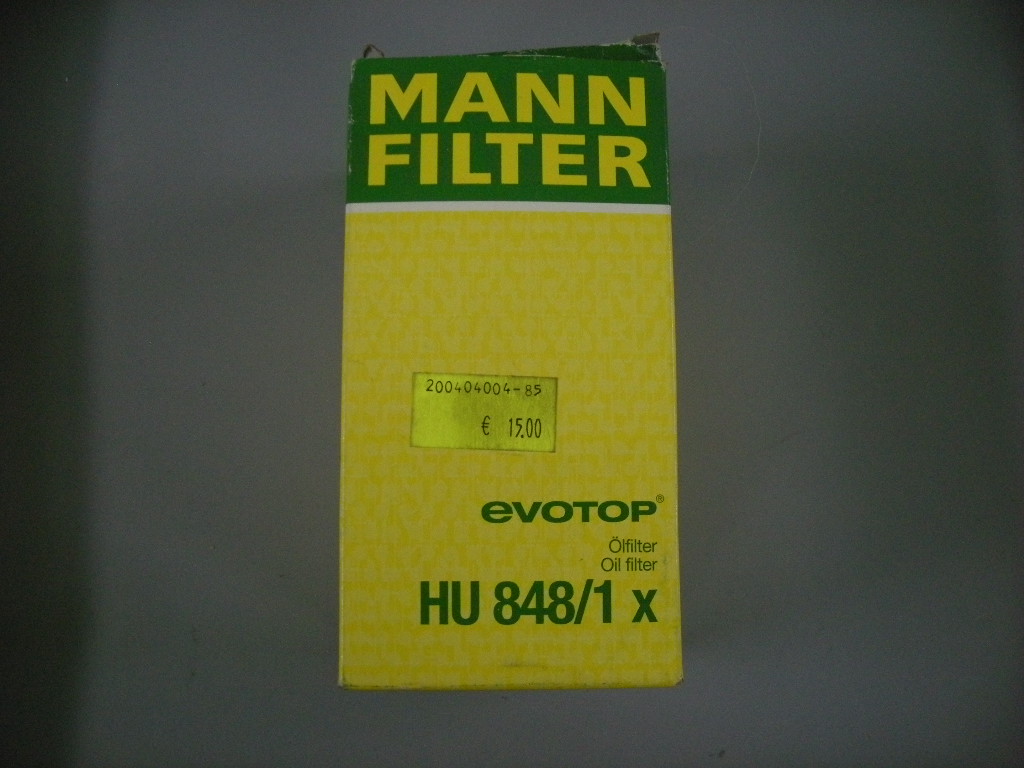 MANN
FILTER
200404004-85
€ 15.00
evotop®
Ölfilter
Oil filter
HU 848/1 x